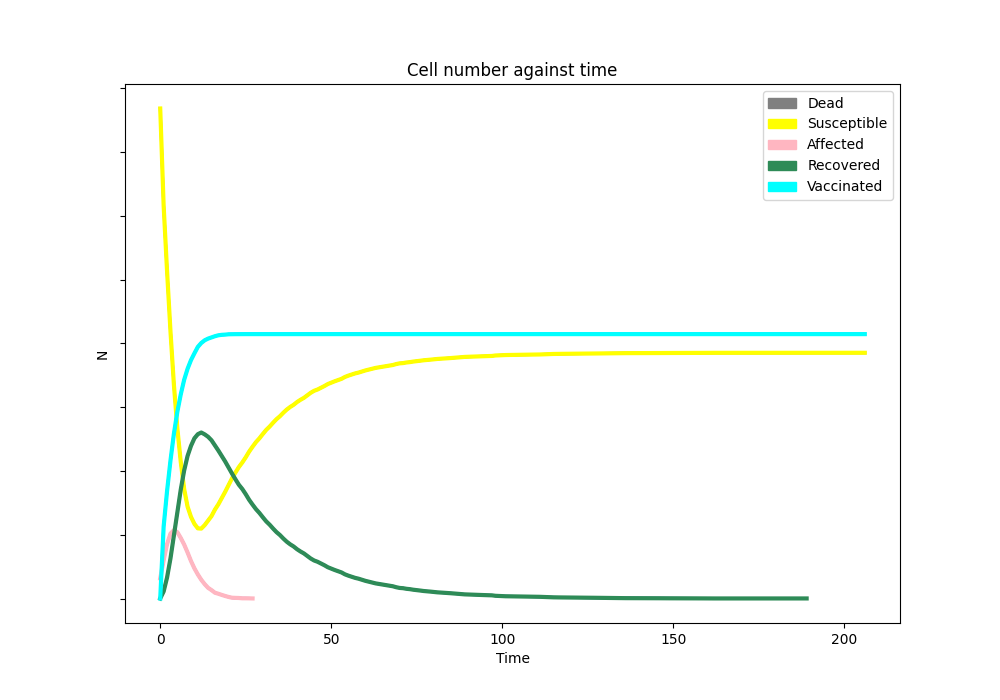 Cell number against time
Dead
Susceptible
Affected
Recovered
Vaccinated
N
0
50
100
150
200
Time